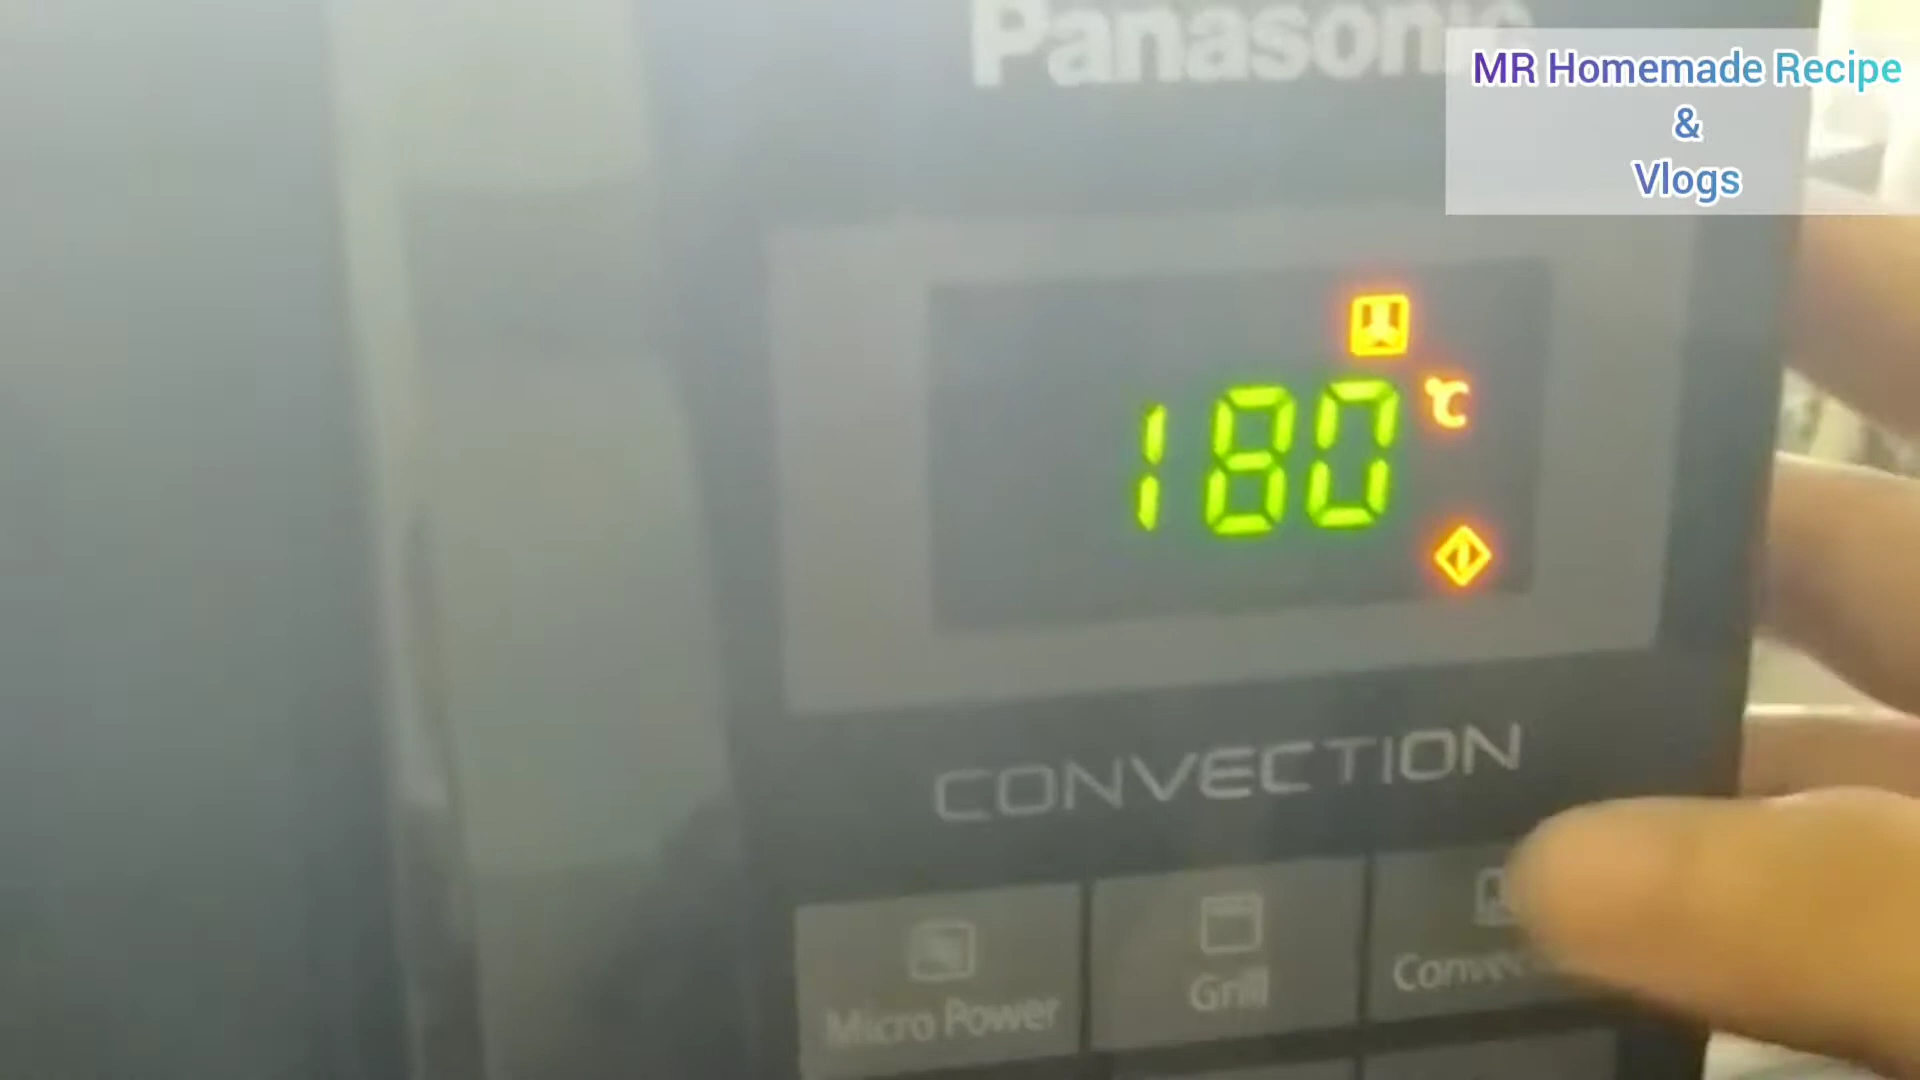 Panasonic
MR Homemade Recipe
&
Vlogs
180 °C
CONVECTION
Micro Power
Grill